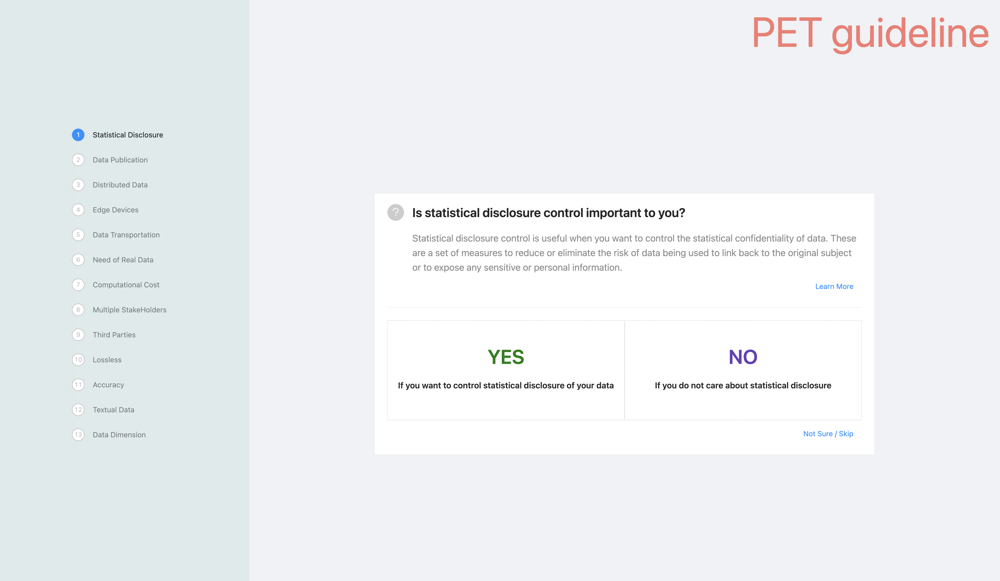 PET guideline
1 Statistical Disclosure
2 Data Publication
3 Distributed Data
4 Edge Devices
5 Data Transportation
6 Need of Real Data
7 Computational Cost
8 Multiple StakeHolders
9 Third Parties
10 Lossless
11 Accuracy
12 Textual Data
13 Data Dimension
? Is statistical disclosure control important to you?
Statistical disclosure control is useful when you want to control the statistical confidentiality of data. These
are a set of measures to reduce or eliminate the risk of data being used to link back to the original subject
or to expose any sensitive or personal information.
Learn More
YES
If you want to control statistical disclosure of your data
NO
If you do not care about statistical disclosure
Not Sure / Skip